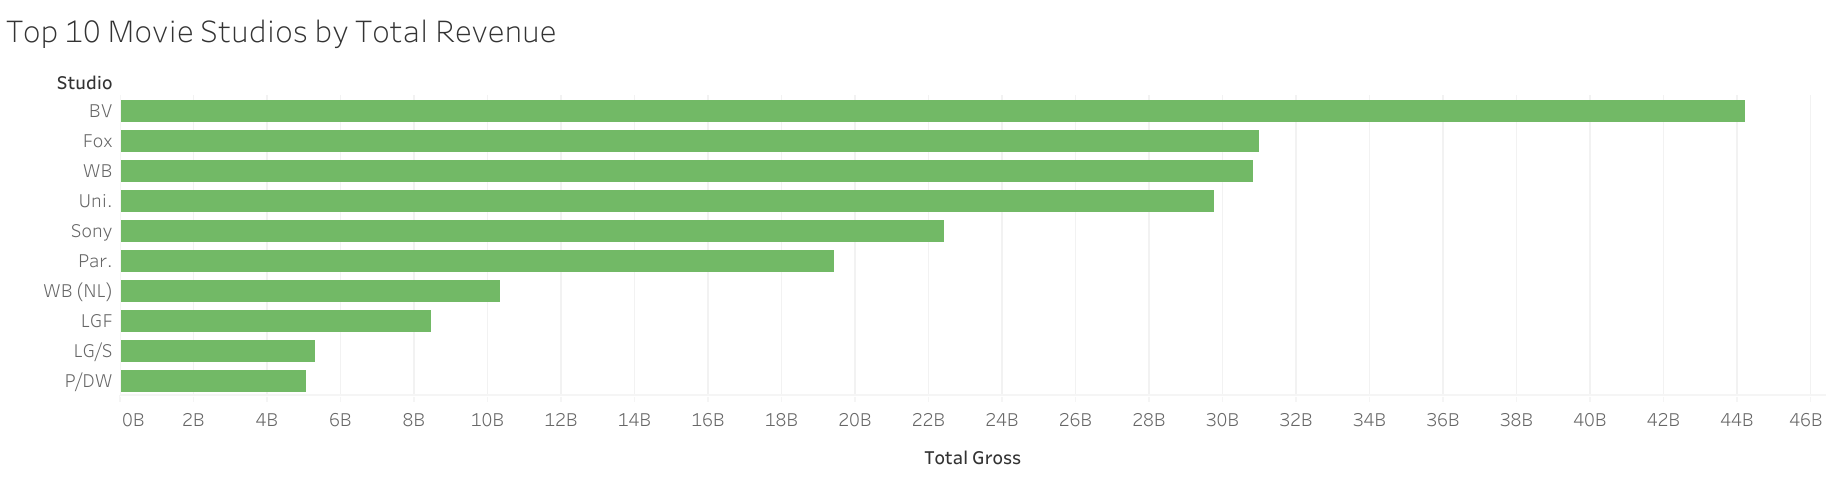 Top 10 Movie Studios by Total Revenue
Studio
BV
Fox
WB
Uni.
Sony
Par.
WB (NL)
LGF
LG/S
P/DW
0B 2B 4B 6B 8B 10B 12B 14B 16B 18B 20B 22B 24B 26B 28B 30B 32B 34B 36B 38B 40B 42B 44B 46B
Total Gross